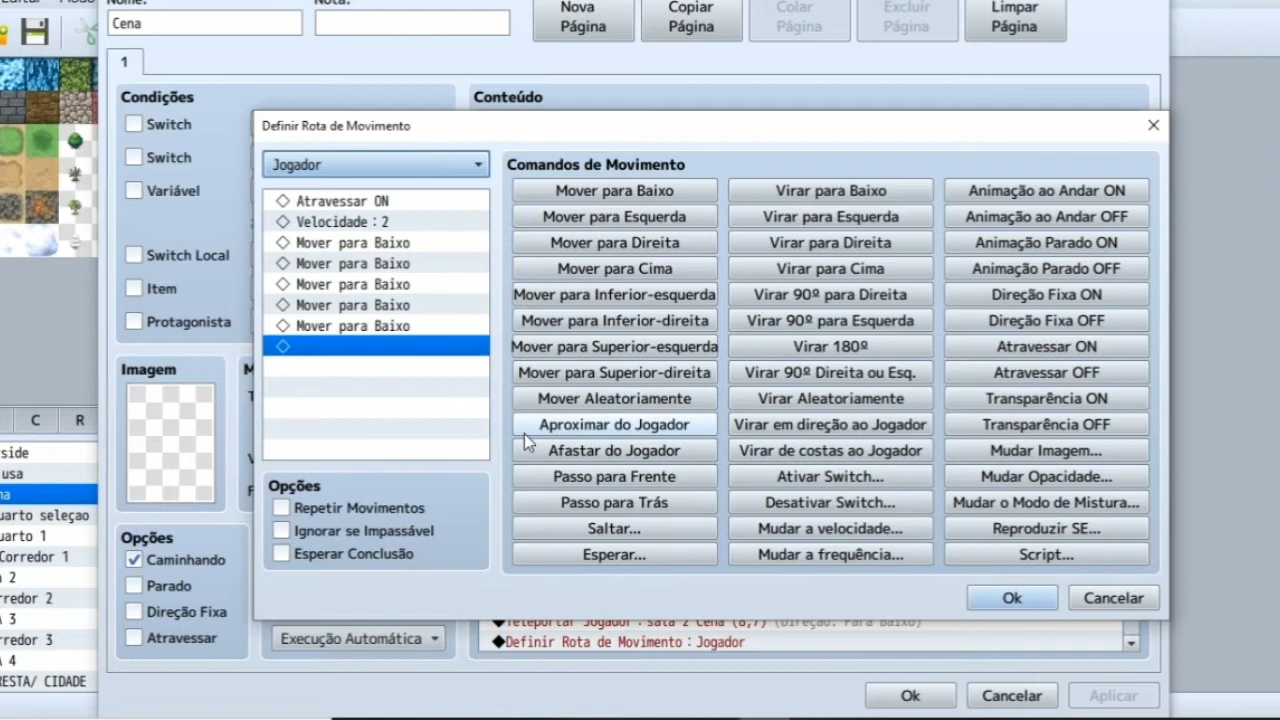 Cena
Nova Página
Copiar Página
Colar Página
Excluir Página
Limpar Página
1
Condições
Conteúdo
Switch
Switch
Variável
Switch Local
Item
Protagonista
Imagem
Opções
Caminhando
Parado
Direção Fixa
Atravessar
Execução Automática
Definir Rota de Movimento
Jogador
Atravessar ON
Velocidade : 2
Mover para Baixo
Mover para Baixo
Mover para Baixo
Mover para Baixo
Mover para Baixo
Opções
Repetir Movimentos
Ignorar se Impassável
Esperar Conclusão
Comandos de Movimento
Mover para Baixo
Mover para Esquerda
Mover para Direita
Mover para Cima
Mover para Inferior-esquerda
Mover para Inferior-direita
Mover para Superior-esquerda
Mover para Superior-direita
Mover Aleatoriamente
Aproximar do Jogador
Afastar do Jogador
Passo para Frente
Passo para Trás
Saltar...
Esperar...
Virar para Baixo
Virar para Esquerda
Virar para Direita
Virar para Cima
Virar 90º para Direita
Virar 90º para Esquerda
Virar 180º
Virar 90º Direita ou Esq.
Virar Aleatoriamente
Virar em direção ao Jogador
Virar de costas ao Jogador
Ativar Switch...
Desativar Switch...
Mudar a velocidade...
Mudar a frequência...
Animação ao Andar ON
Animação ao Andar OFF
Animação Parado ON
Animação Parado OFF
Direção Fixa ON
Direção Fixa OFF
Atravessar ON
Atravessar OFF
Transparência ON
Transparência OFF
Mudar Imagem...
Mudar Opacidade...
Mudar o Modo de Mistura...
Reproduzir SE...
Script...
Ok
Cancelar
◆Teleportar Jogador : sala 2 Cena (8,7) (Direção: Para Baixo)
◆Definir Rota de Movimento : Jogador
Ok
Cancelar
Aplicar
C
R
side
usa
na
uarto seleçao
uarto 1
Corredor 1
2
rredor 2
3
rredor 3
4
RESTA/ CIDADE